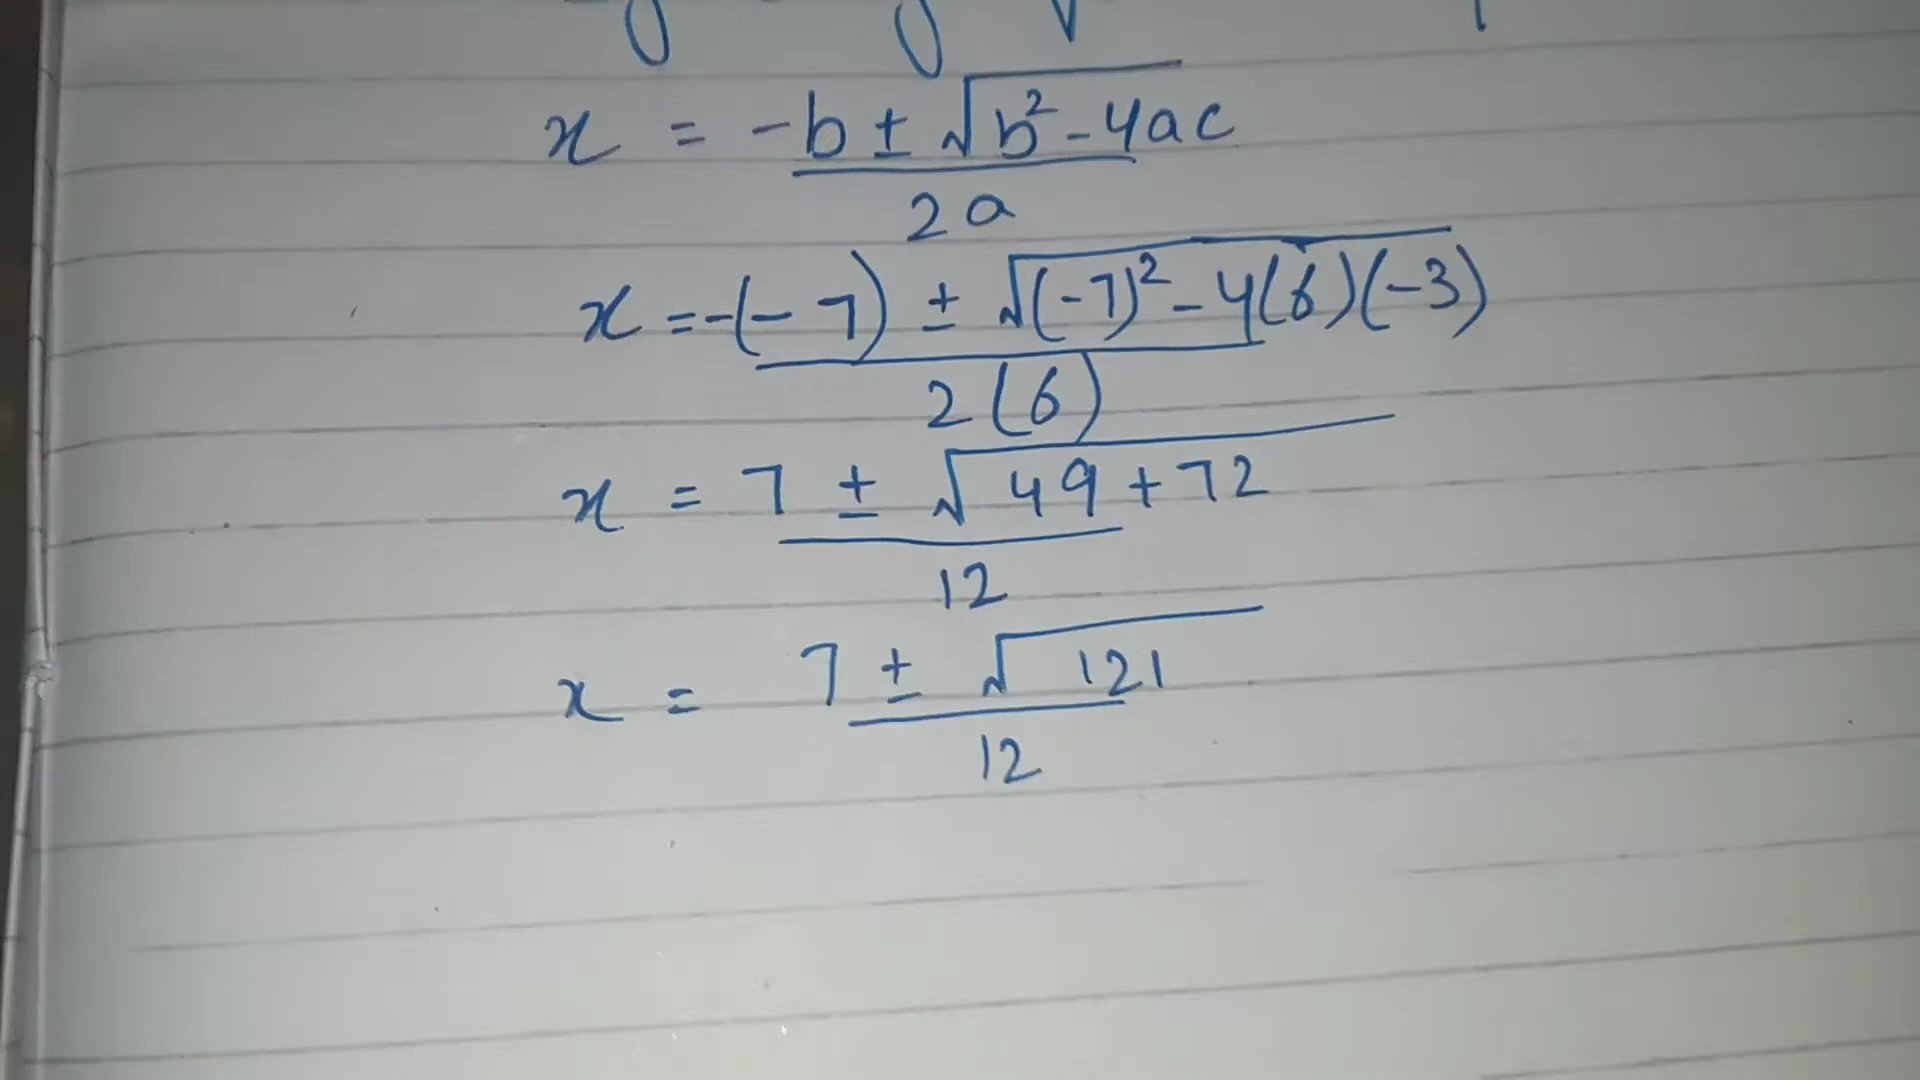 x = -b ± √b² - 4ac
2a
x = -(-7) ± √(-7)² - 4(6)(-3)
2(6)
x = 7 ± √49 + 72
12
x = 7 ± √121
12